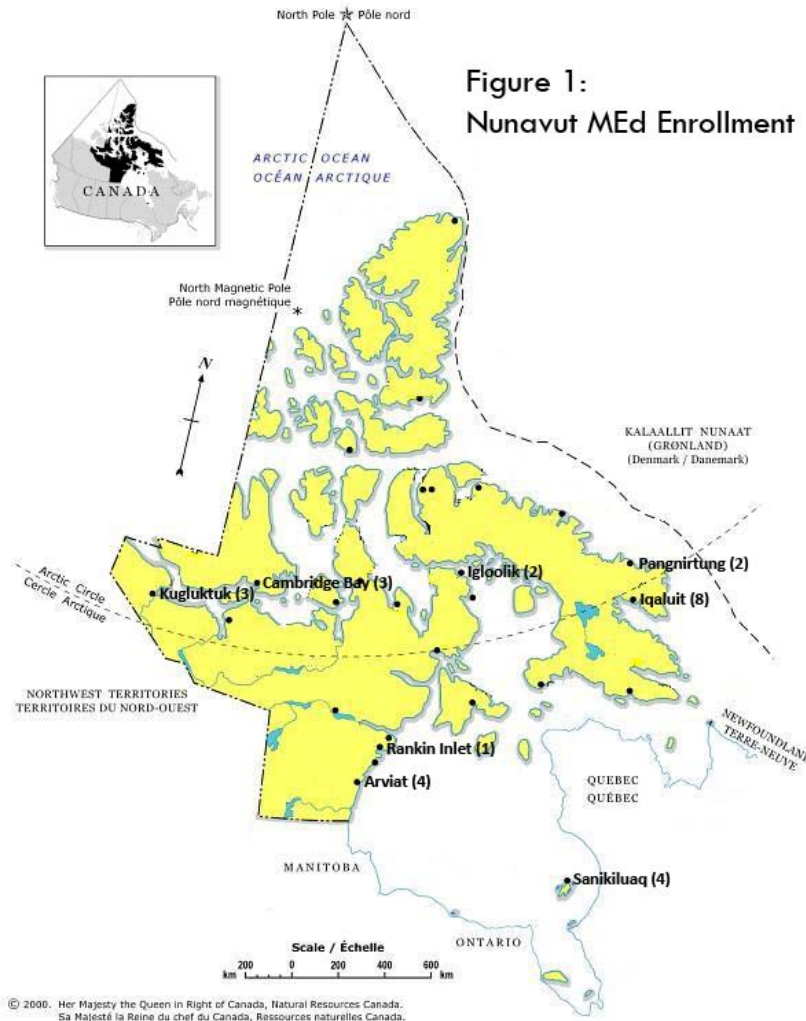 North Pole ☆ Pôle nord
Figure 1:
Nunavut MEd Enrollment
ARCTIC OCEAN
OCÉAN ARCTIQUE
CANADA
North Magnetic Pole
Pôle nord magnétique
*
N
KALAALLIT NUNAAT
(GRØNLAND)
(Denmark / Danemark)
Pangnirtung (2)
Igloolik (2)
Cambridge Bay (3)
Kugluktuk (3)
Iqaluit (8)
Arctic Circle
Cercle Arctique
NORTHWEST TERRITORIES
TERRITOIRES DU NORD-OUEST
NEWFOUNDLAND
TERRE-NEUVE
Rankin Inlet (1)
Arviat (4)
QUEBEC
QUÉBEC
MANITOBA
Sanikiluaq (4)
ONTARIO
Scale / Échelle
200 0 200 400 600
km km
© 2000. Her Majesty the Queen in Right of Canada, Natural Resources Canada.
Sa Majesté la Reine du chef du Canada, Ressources naturelles Canada.